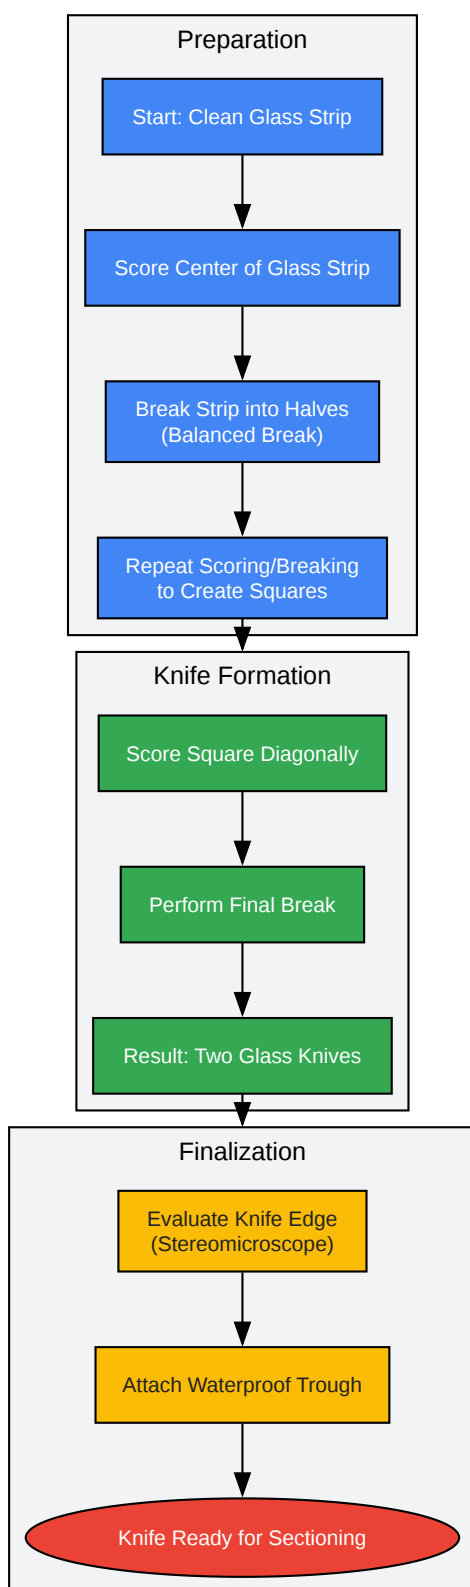 Preparation
Start: Clean Glass Strip
Score Center of Glass Strip
Break Strip into Halves
(Balanced Break)
Repeat Scoring/Breaking
to Create Squares
Knife Formation
Score Square Diagonally
Perform Final Break
Result: Two Glass Knives
Finalization
Evaluate Knife Edge
(Stereomicroscope)
Attach Waterproof Trough
Knife Ready for Sectioning